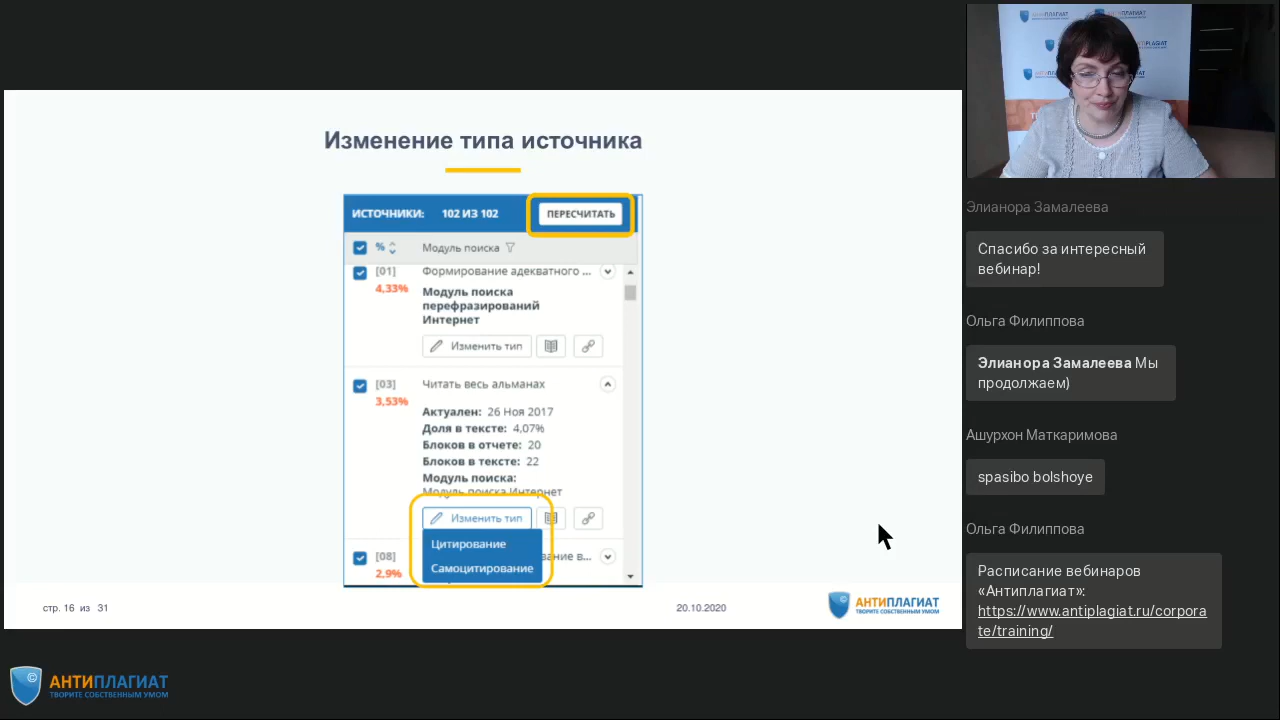 Изменение типа источника
ИСТОЧНИКИ: 102 ИЗ 102 ПЕРЕСЧИТАТЬ
% Модуль поиска
[01] Формирование адекватного ...
4,33%
Модуль поиска
перефразирований
Интернет
Изменить тип
[03] Читать весь альманах
3,53%
Актуален: 26 Ноя 2017
Доля в тексте: 4,07%
Блоков в отчете: 20
Блоков в тексте: 22
Модуль поиска:
Модуль поиска Интернет
Изменить тип
Цитирование
Самоцитирование
[08] ание в...
2,9%
стр. 16 из 31
20.10.2020
АНТИПЛАГИАТ
ТВОРИТЕ СОБСТВЕННЫМ УМОМ
АНТИПЛАГИАТ
ТВОРИТЕ СОБСТВЕННЫМ УМОМ
Элианора Замалеева
Спасибо за интересный
вебинар!
Ольга Филиппова
Элианора Замалеева Мы
продолжаем)
Ашурхон Маткаримова
spasibo bolshoye
Ольга Филиппова
Расписание вебинаров
«Антиплагиат»:
https://www.antiplagiat.ru/corpora
te/training/